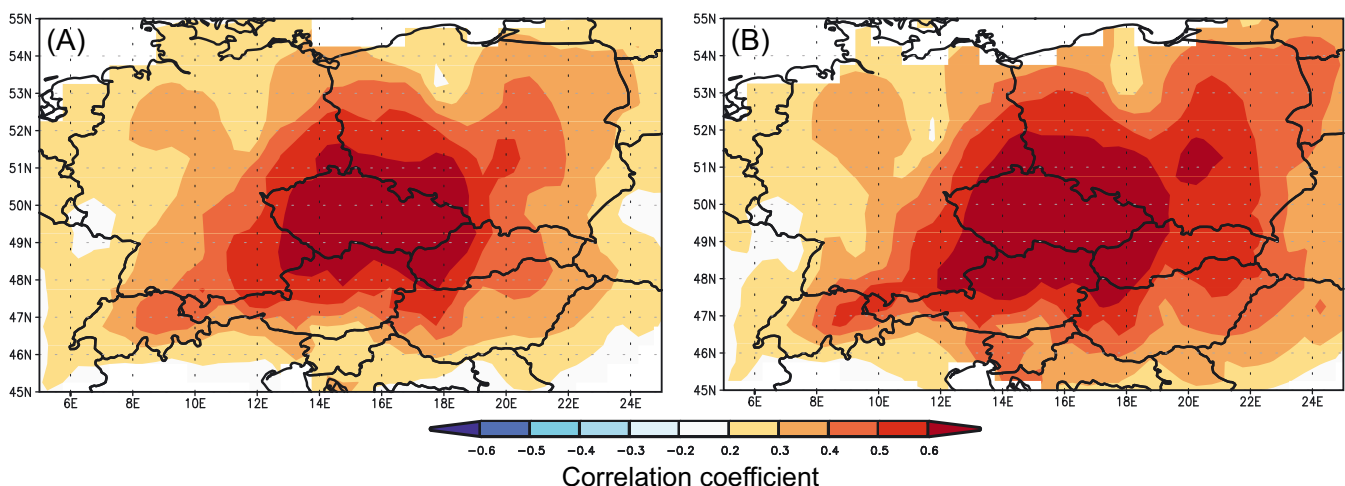 (A)
55N
54N
53N
52N
51N
50N
49N
48N
47N
46N
45N
6E 8E 10E 12E 14E 16E 18E 20E 22E 24E
(B)
55N
54N
53N
52N
51N
50N
49N
48N
47N
46N
45N
6E 8E 10E 12E 14E 16E 18E 20E 22E 24E
-0.6 -0.5 -0.4 -0.3 -0.2 0.2 0.3 0.4 0.5 0.6
Correlation coefficient